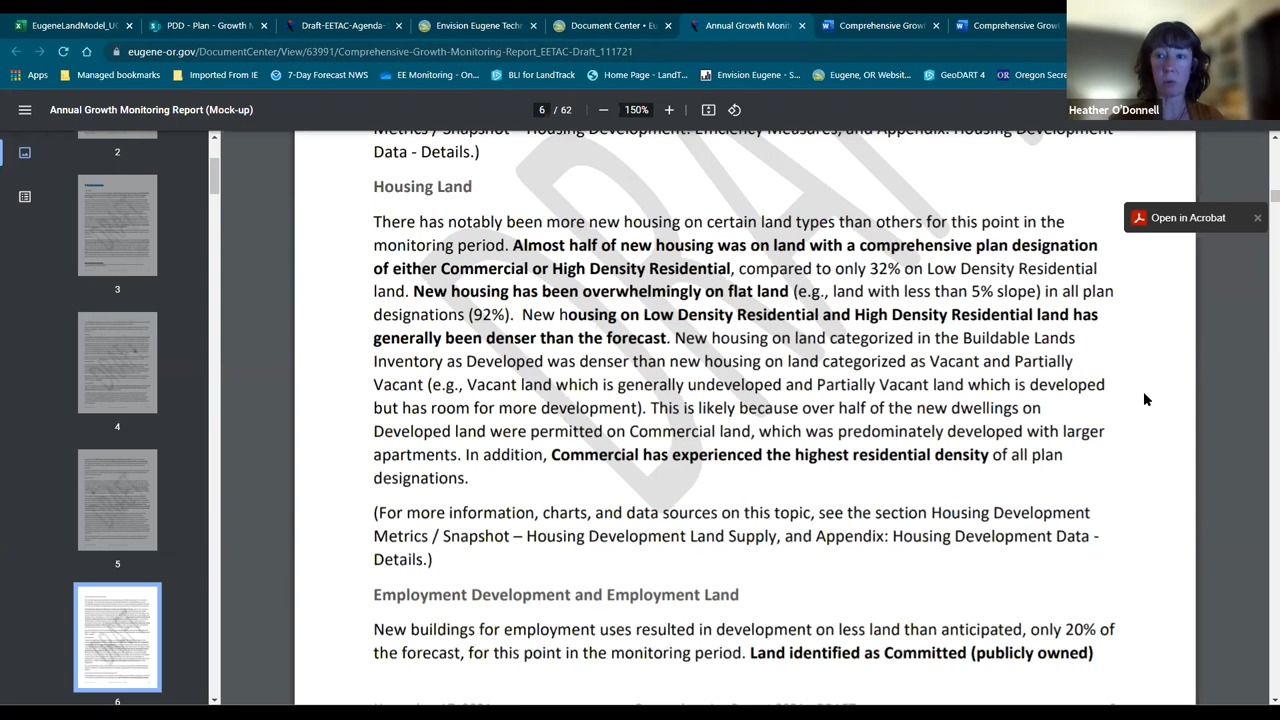 EugeneLandModel_UG
PDD - Plan - Growth M
Draft-EETAC-Agenda-
Envision Eugene Tech
Document Center • Eu
Annual Growth Monit
Comprehensive Growt
Comprehensive Grow
eugene-or.gov/DocumentCenter/View/63991/Comprehensive-Growth-Monitoring-Report_EETAC-Draft_111721
Apps
Managed bookmarks
Imported From IE
7-Day Forecast NWS
EE Monitoring - On...
BLI for LandTrack
Home Page - LandT...
Envision Eugene - S...
Eugene, OR Website...
GeoDART 4
Oregon Secre
Heather O'Donnell
Annual Growth Monitoring Report (Mock-up)
6 / 62
150%
Open in Acrobat
2
3
4
5
6
DRAFT
Metrics / Snapshot – Housing Development: Efficiency Measures, and Appendix: Housing Development
Data - Details.)
Housing Land
There has notably been more new housing on certain land types than others for this point in the
monitoring period. Almost half of new housing was on land with a comprehensive plan designation
of either Commercial or High Density Residential, compared to only 32% on Low Density Residential
land. New housing has been overwhelmingly on flat land (e.g., land with less than 5% slope) in all plan
designations (92%).  New housing on Low Density Residential and High Density Residential land has
generally been denser than the forecast. New housing on land categorized in the Buildable Lands
Inventory as Developed was denser than new housing on land categorized as Vacant and Partially
Vacant (e.g., Vacant land which is generally undeveloped and Partially Vacant land which is developed
but has room for more development). This is likely because over half of the new dwellings on
Developed land were permitted on Commercial land, which was predominately developed with larger
apartments. In addition, Commercial has experienced the highest residential density of all plan
designations.
(For more information, charts, and data sources on this topic, see the section Housing Development
Metrics / Snapshot – Housing Development Land Supply, and Appendix: Housing Development Data -
Details.)
Employment Development and Employment Land
New buildings for employment uses resulted in development on less land than anticipated, only 20% of
the forecast, for this point in the monitoring period. Land identified as Committed (publicly owned)